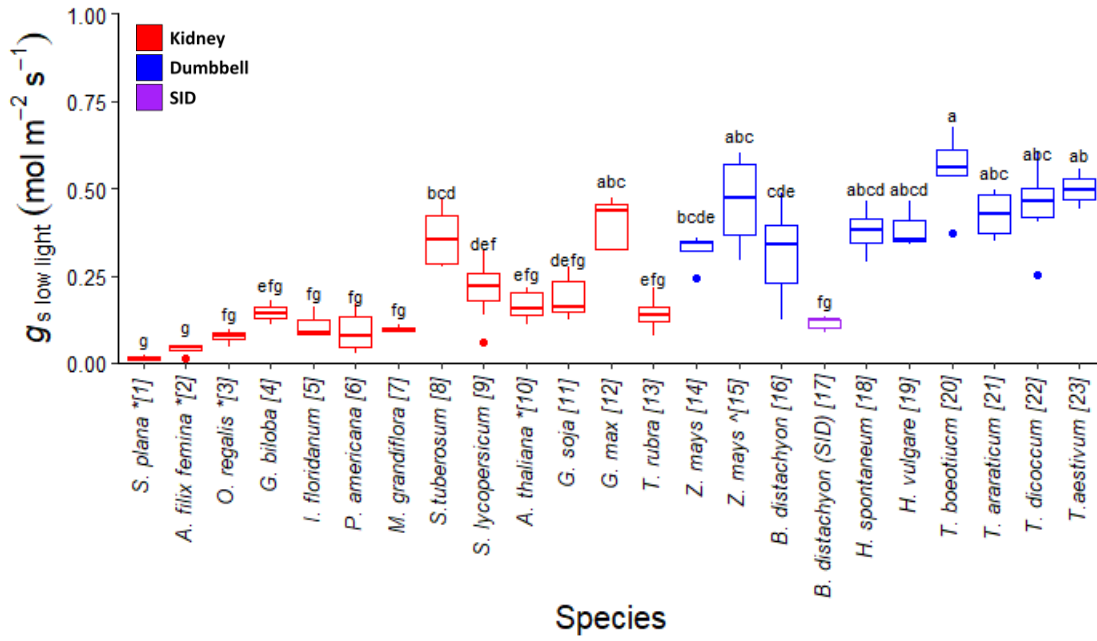 1.00
0.75
0.50
0.25
0.00
g s low light (mol m⁻² s⁻¹)
Kidney
Dumbbell
SID
g
g
fg
efg
fg
fg
fg
bcd
def
efg
defg
abc
efg
bcde
abc
cde
fg
abcd
abcd
a
abc
abc
ab
S. plana *[1]
A. filix femina *[2]
O. regalis *[3]
G. biloba [4]
I. floridanum [5]
P. americana [6]
M. grandiflora [7]
S.tuberosum [8]
S. lycopersicum [9]
A. thaliana *[10]
G. soja [11]
G. max [12]
T. rubra [13]
Z. mays [14]
Z. mays ^[15]
B. distachyon [16]
B. distachyon (SID) [17]
H. spontaneum [18]
H. vulgare [19]
T. boeotiucm [20]
T. araraticum [21]
T. dicoccum [22]
T.aestivum [23]
Species